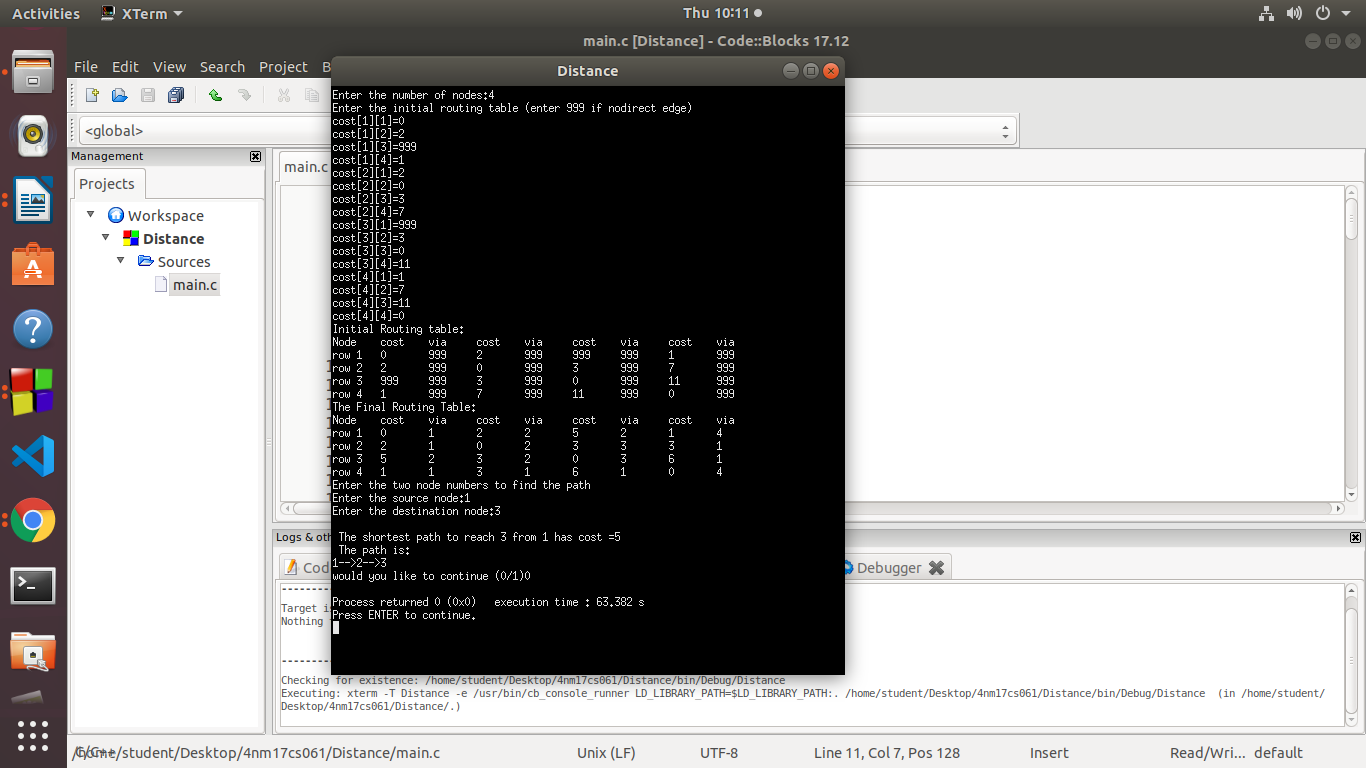 Activities XTerm Thu 10:11
main.c [Distance] - Code::Blocks 17.12
File Edit View Search Project B
<global>
Management
Projects
Workspace
Distance
Sources
main.c
main.c
Distance
Enter the number of nodes:4
Enter the initial routing table (enter 999 if nodirect edge)
cost[1][1]=0
cost[1][2]=2
cost[1][3]=999
cost[1][4]=1
cost[2][1]=2
cost[2][2]=0
cost[2][3]=3
cost[2][4]=7
cost[3][1]=999
cost[3][2]=3
cost[3][3]=0
cost[3][4]=11
cost[4][1]=1
cost[4][2]=7
cost[4][3]=11
cost[4][4]=0
Initial Routing table:
Node cost via cost via cost via cost via
row 1 0 999 2 999 999 999 1 999
row 2 2 999 0 999 3 999 7 999
row 3 999 999 3 999 0 999 11 999
row 4 1 999 7 999 11 999 0 999
The Final Routing Table:
Node cost via cost via cost via cost via
row 1 0 1 2 2 5 2 1 4
row 2 2 1 0 2 3 3 3 1
row 3 5 2 3 2 0 3 6 1
row 4 1 1 3 1 6 1 0 4
Enter the two node numbers to find the path
Enter the source node:1
Enter the destination node:3
The shortest path to reach 3 from 1 has cost =5
The path is:
1-->2-->3
would you like to continue (0/1)0
Process returned 0 (0x0) execution time : 63.382 s
Press ENTER to continue.
Logs & oth
Cod
Debugger
Target i
Nothing
Checking for existence: /home/student/Desktop/4nm17cs061/Distance/bin/Debug/Distance
Executing: xterm -T Distance -e /usr/bin/cb_console_runner LD_LIBRARY_PATH=$LD_LIBRARY_PATH:. /home/student/Desktop/4nm17cs061/Distance/bin/Debug/Distance (in /home/student/
Desktop/4nm17cs061/Distance/.)
/home/student/Desktop/4nm17cs061/Distance/main.c C/C++ Unix (LF) UTF-8 Line 11, Col 7, Pos 128 Insert Read/Wri... default